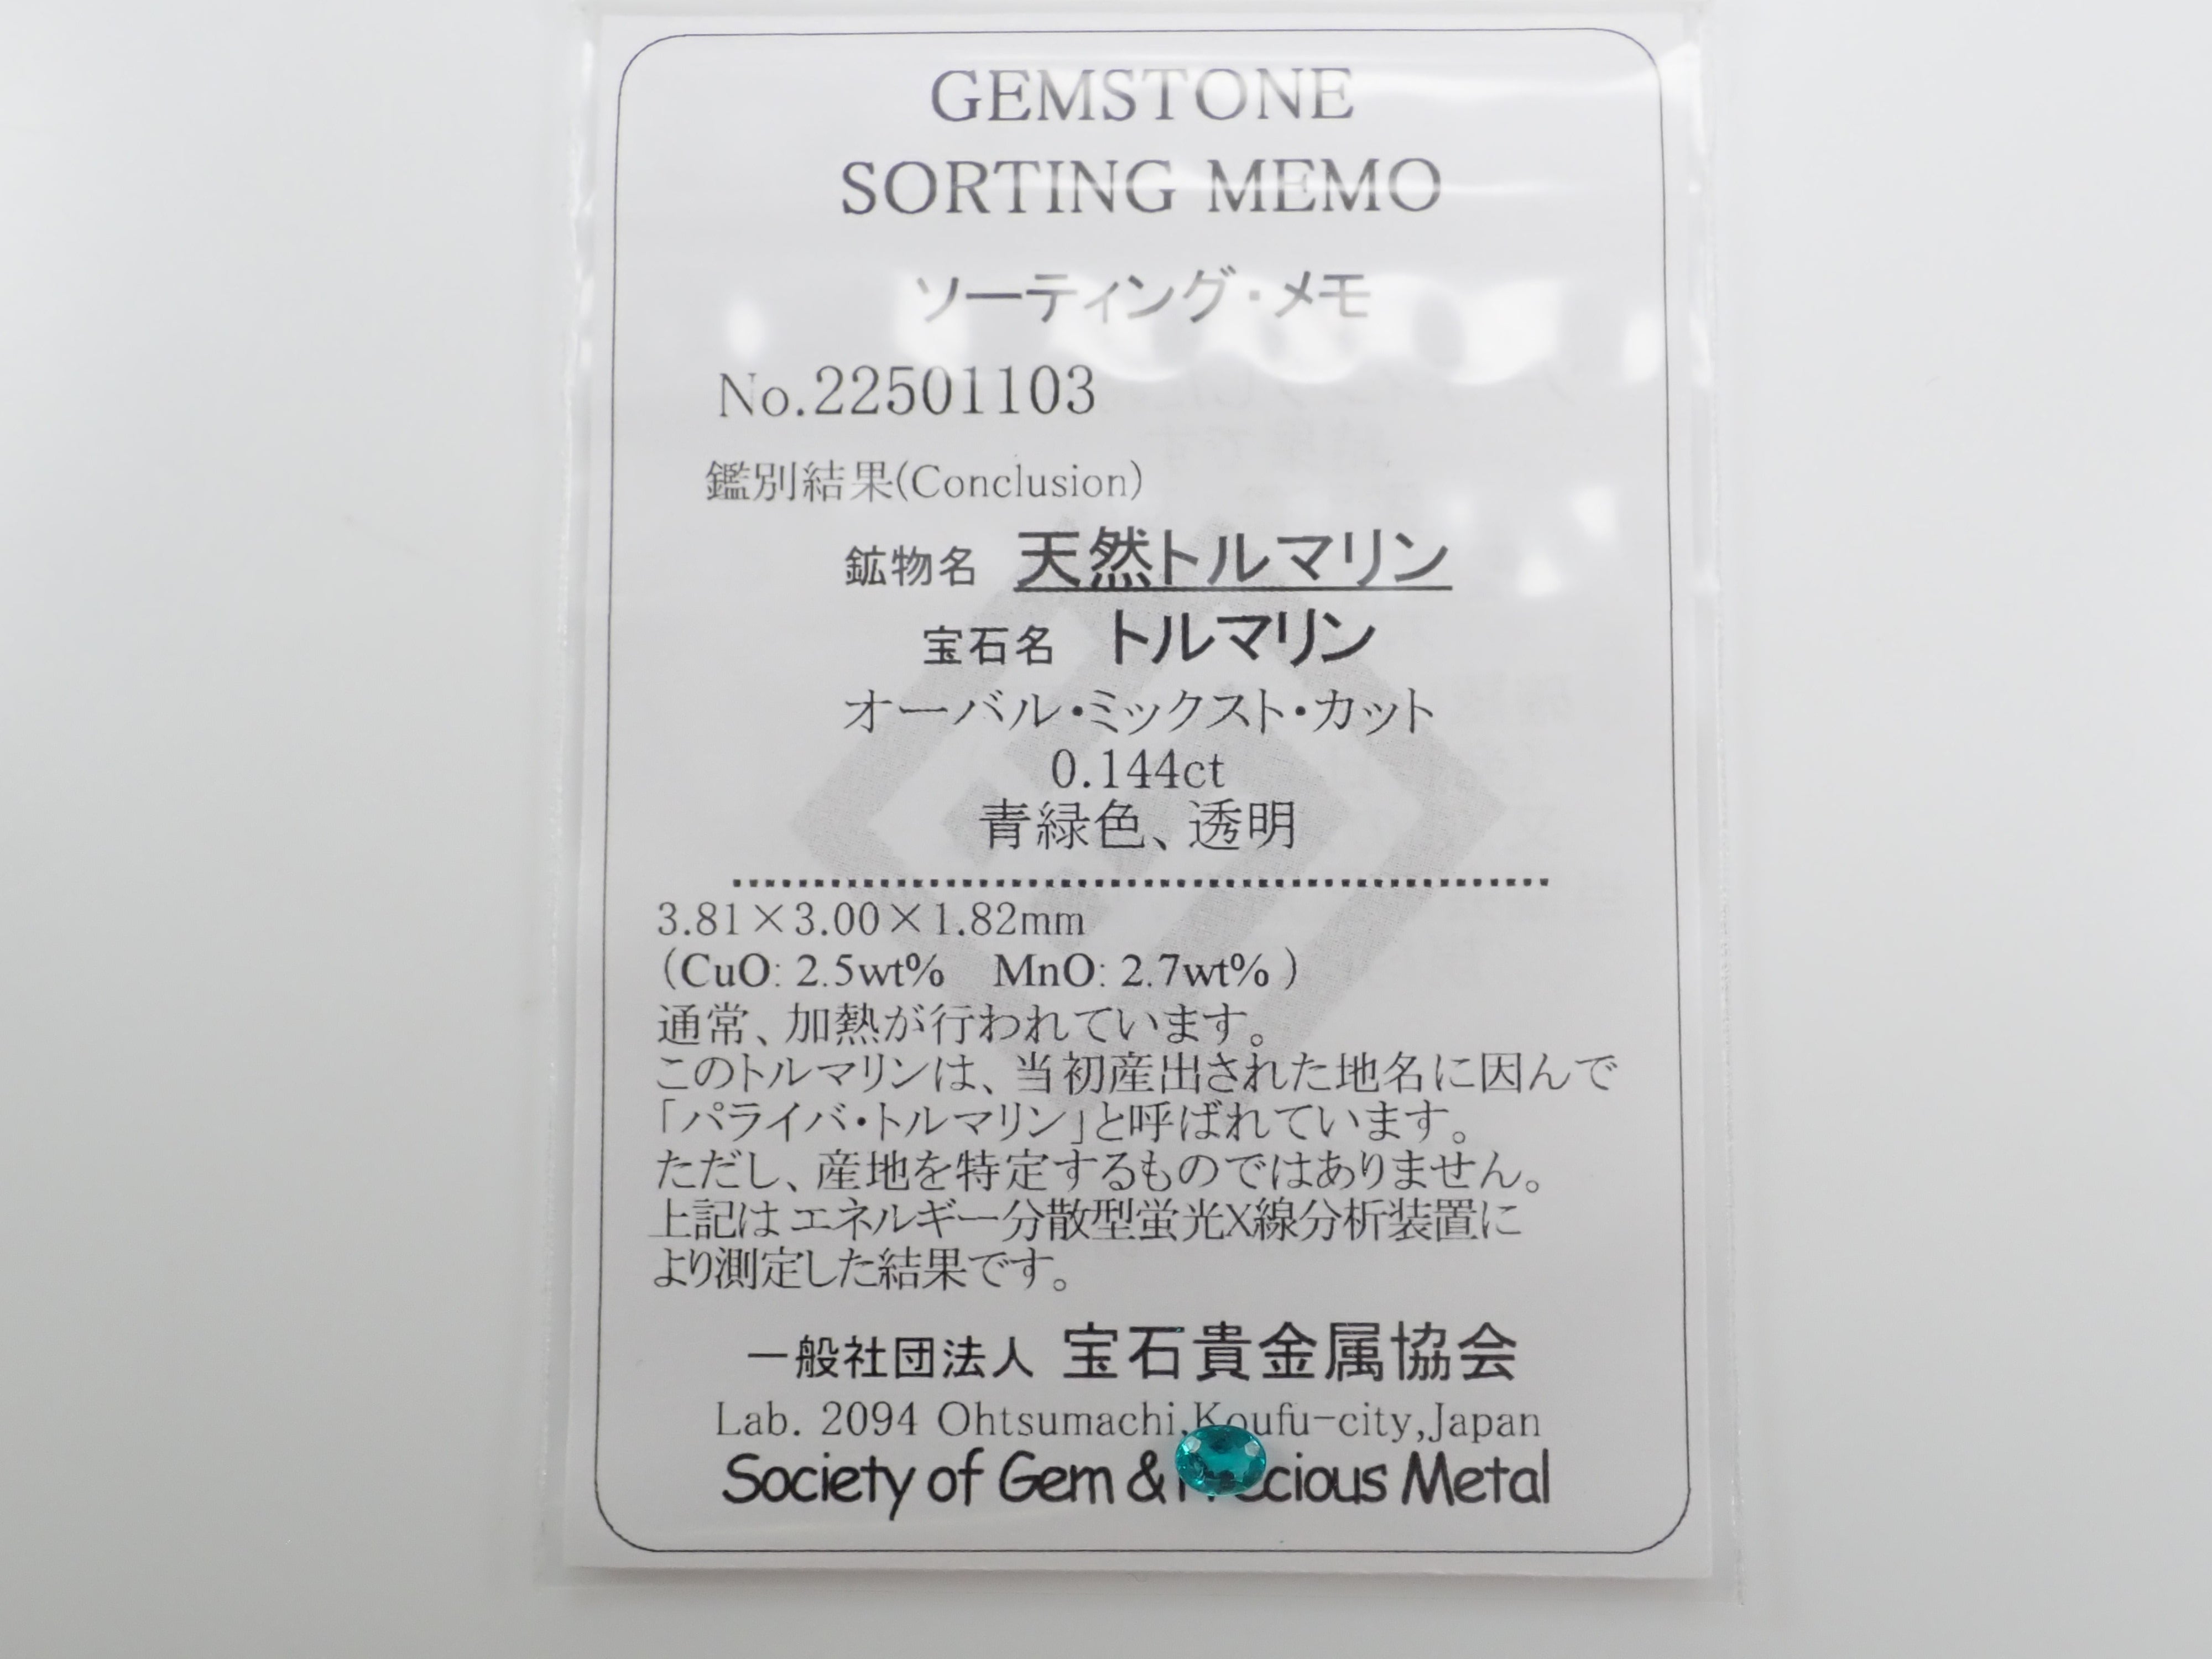 GEMSTONE
SORTING MEMO
ソーティング・メモ
No.22501103
鑑別結果(Conclusion)
鉱物名 天然トルマリン
宝石名 トルマリン
オーバル・ミックスト・カット
0.144ct
青緑色、透明
3.81×3.00×1.82mm
(CuO: 2.5wt% MnO: 2.7wt% )
通常、加熱が行われています。
このトルマリンは、当初産出された地名に因んで
「パライバ・トルマリン」と呼ばれています。
ただし、産地を特定するものではありません。
上記はエネルギー分散型蛍光X線分析装置に
より測定した結果です。
一般社団法人 宝石貴金属協会
Lab. 2094 Ohtsumachi,Koufu-city,Japan
Society of Gem & Precious Metal